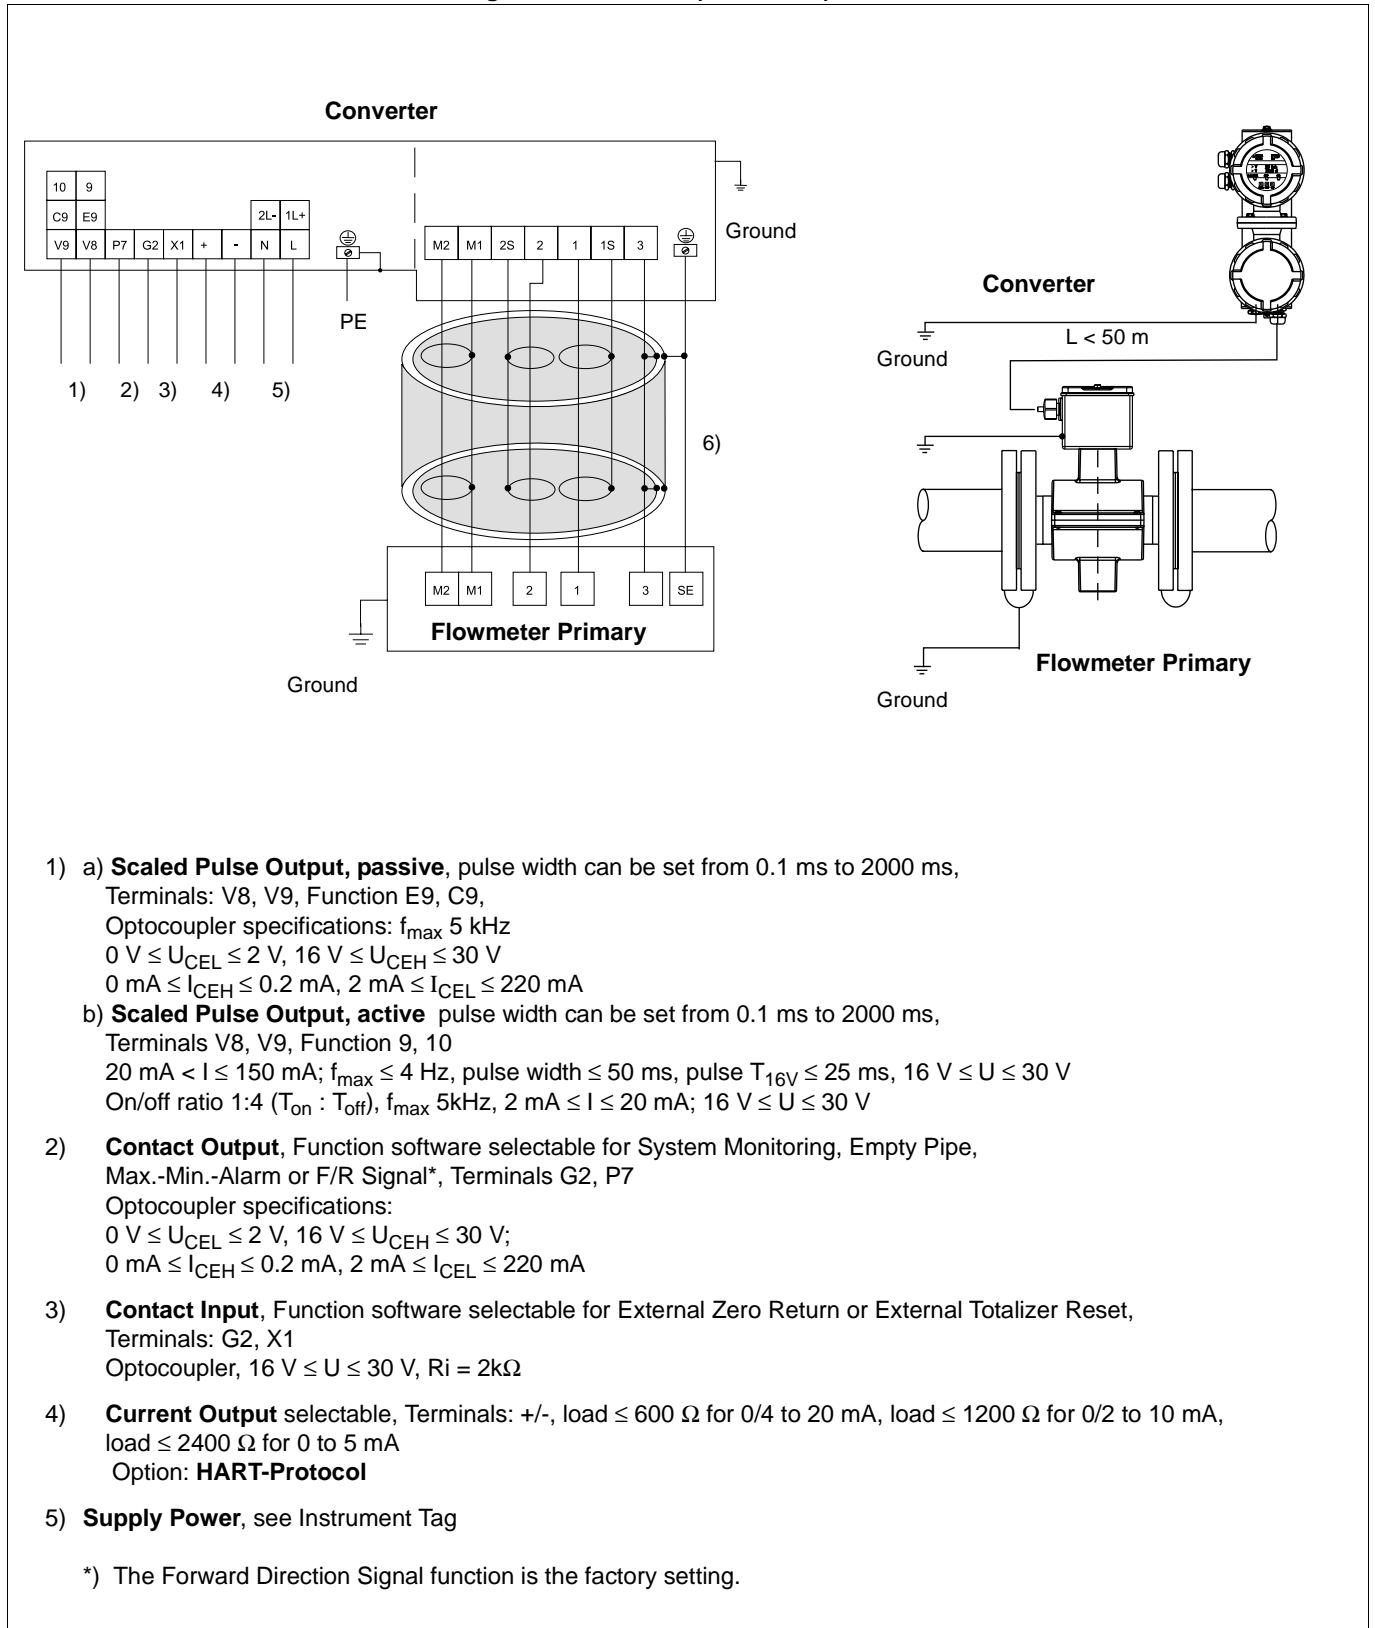 Converter
10 9
C9 E9 2L- 1L+
V9 V8 P7 G2 X1 + - N L
M2 M1 2S 2 1 1S 3
Ground
PE
1) 2) 3) 4) 5)
6)
M2 M1 2 1 3 SE
Flowmeter Primary
Ground
Converter
L < 50 m
Ground
Flowmeter Primary
Ground
1) a) Scaled Pulse Output, passive, pulse width can be set from 0.1 ms to 2000 ms,
Terminals: V8, V9, Function E9, C9,
Optocoupler specifications: fmax 5 kHz
0 V ≤ UCEL ≤ 2 V, 16 V ≤ UCEH ≤ 30 V
0 mA ≤ ICEH ≤ 0.2 mA, 2 mA ≤ ICEL ≤ 220 mA
b) Scaled Pulse Output, active pulse width can be set from 0.1 ms to 2000 ms,
Terminals V8, V9, Function 9, 10
20 mA < I ≤ 150 mA; fmax ≤ 4 Hz, pulse width ≤ 50 ms, pulse T16V ≤ 25 ms, 16 V ≤ U ≤ 30 V
On/off ratio 1:4 (Ton : Toff), fmax 5kHz, 2 mA ≤ I ≤ 20 mA; 16 V ≤ U ≤ 30 V
2) Contact Output, Function software selectable for System Monitoring, Empty Pipe,
Max.-Min.-Alarm or F/R Signal*, Terminals G2, P7
Optocoupler specifications:
0 V ≤ UCEL ≤ 2 V, 16 V ≤ UCEH ≤ 30 V;
0 mA ≤ ICEH ≤ 0.2 mA, 2 mA ≤ ICEL ≤ 220 mA
3) Contact Input, Function software selectable for External Zero Return or External Totalizer Reset,
Terminals: G2, X1
Optocoupler, 16 V ≤ U ≤ 30 V, Ri = 2kΩ
4) Current Output selectable, Terminals: +/-, load ≤ 600 Ω for 0/4 to 20 mA, load ≤ 1200 Ω for 0/2 to 10 mA,
load ≤ 2400 Ω for 0 to 5 mA
Option: HART-Protocol
5) Supply Power, see Instrument Tag
*) The Forward Direction Signal function is the factory setting.